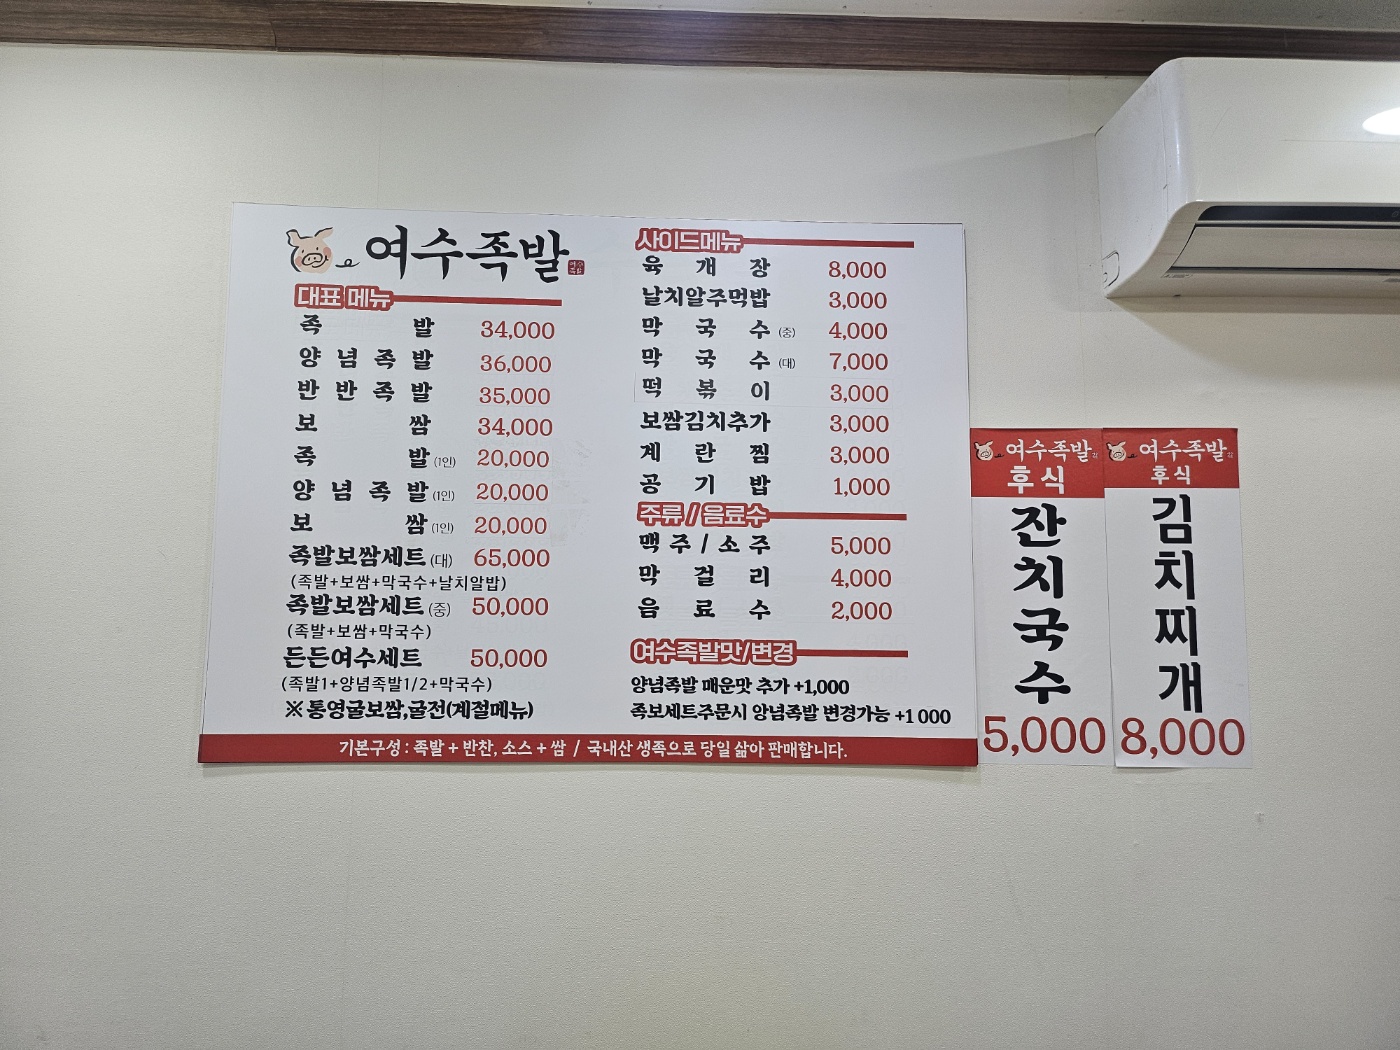 여수족발
여수
족발
대표 메뉴
족발 34,000
양념족발 36,000
반반족발 35,000
보쌈 34,000
족발 (1인) 20,000
양념족발 (1인) 20,000
보쌈 (1인) 20,000
족발보쌈세트 (대) 65,000
(족발+보쌈+막국수+날치알밥)
족발보쌈세트 (중) 50,000
(족발+보쌈+막국수)
든든여수세트 50,000
(족발1+양념족발1/2+막국수)
※통영굴보쌈,굴전(계절메뉴)
사이드메뉴
육개장 8,000
날치알주먹밥 3,000
막국수 (중) 4,000
막국수 (대) 7,000
떡볶이 3,000
보쌈김치추가 3,000
계란찜 3,000
공기밥 1,000
주류 / 음료수
맥주 / 소주 5,000
막걸리 4,000
음료수 2,000
여수족발맛/변경
양념족발 매운맛 추가 +1,000
족보세트주문시 양념족발 변경가능 +1 000
기본구성 : 족발 + 반찬, 소스 + 쌈 / 국내산 생족으로 당일 삶아 판매합니다.
여수족발
후식
잔치국수
5,000
여수족발
후식
김치찌개
8,000